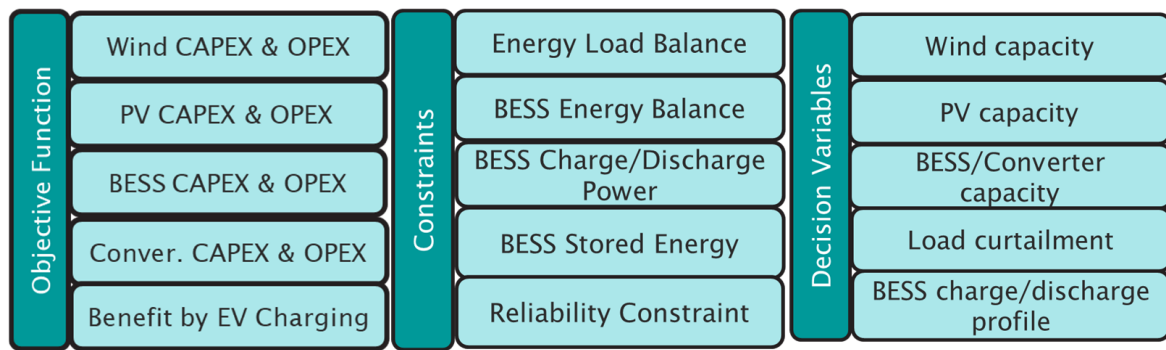 Objective Function
Wind CAPEX & OPEX
PV CAPEX & OPEX
BESS CAPEX & OPEX
Conver. CAPEX & OPEX
Benefit by EV Charging
Constraints
Energy Load Balance
BESS Energy Balance
BESS Charge/Discharge
Power
BESS Stored Energy
Reliability Constraint
Decision Variables
Wind capacity
PV capacity
BESS/Converter
capacity
Load curtailment
BESS charge/discharge
profile